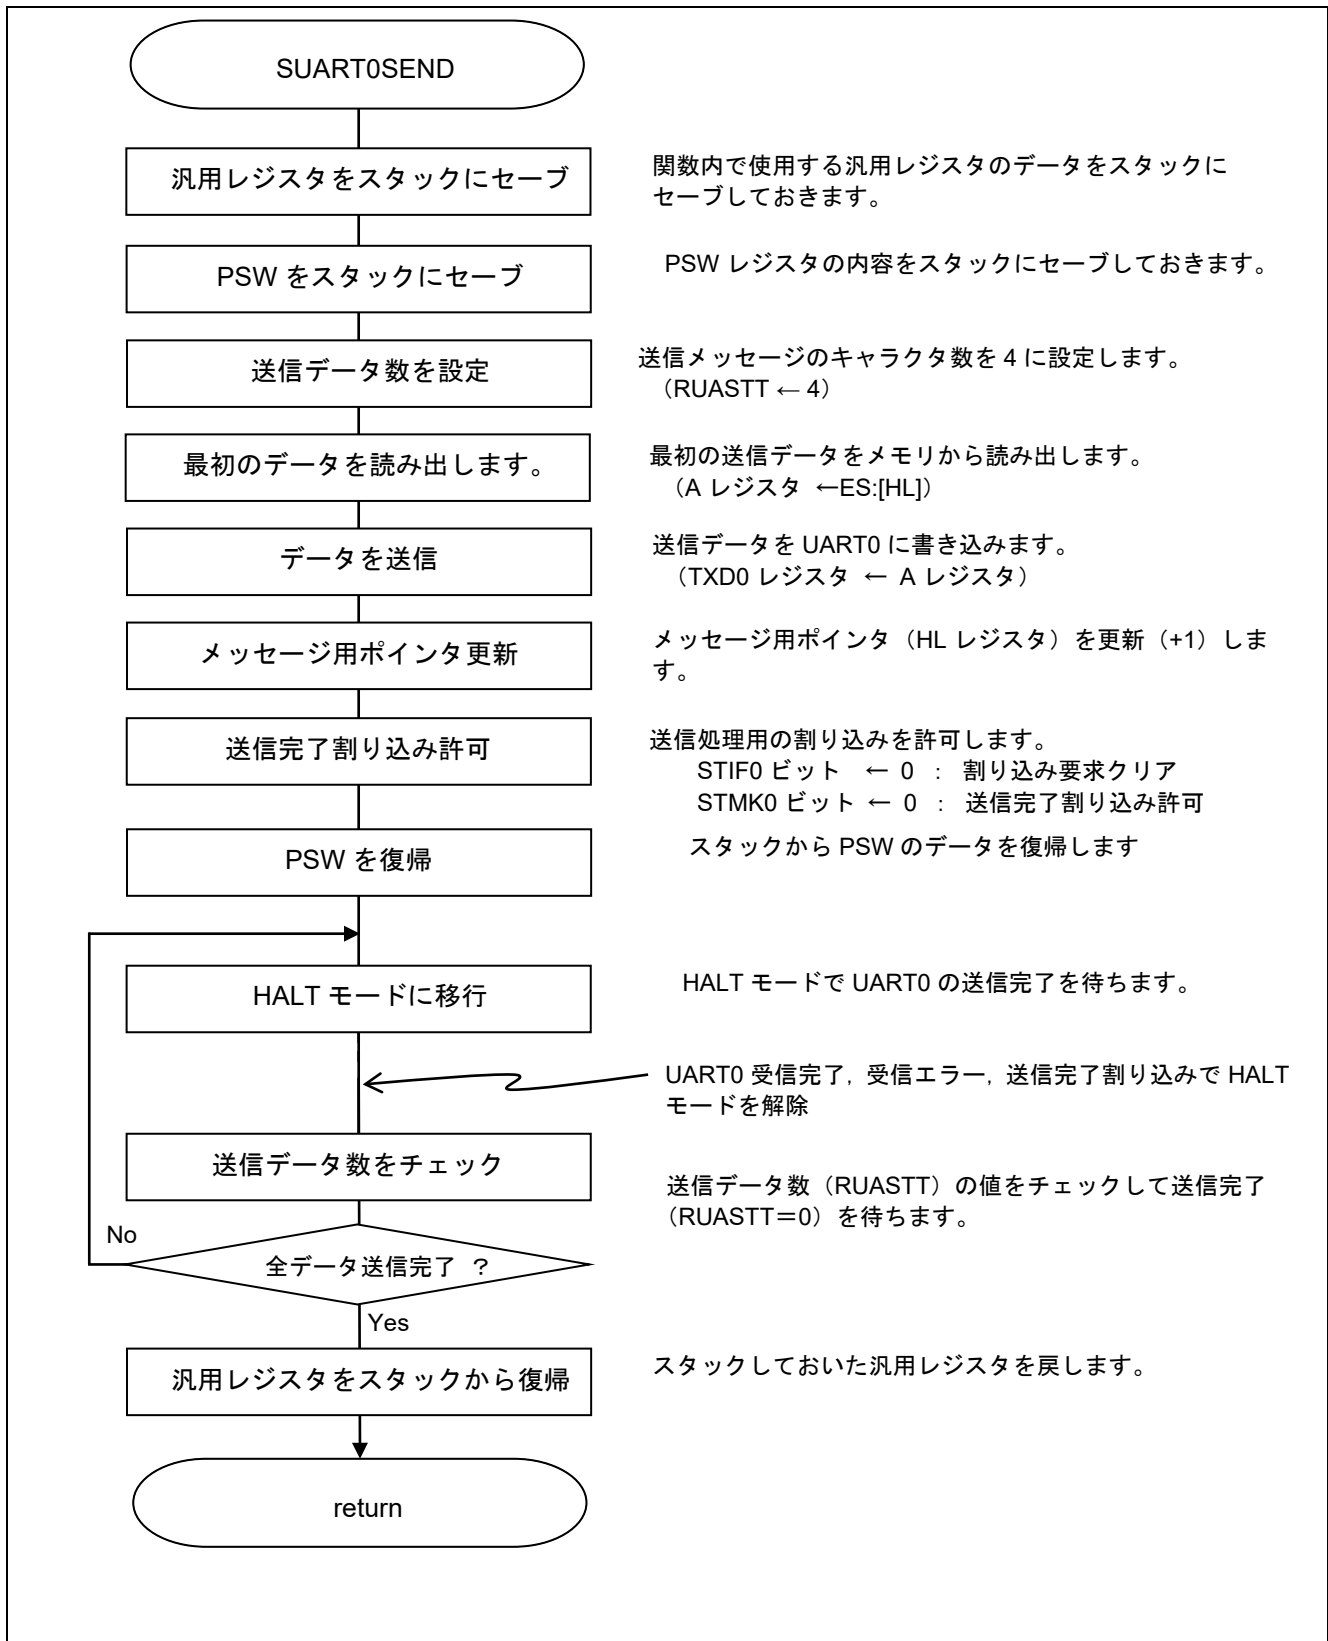 SUART0SEND
汎用レジスタをスタックにセーブ
関数内で使用する汎用レジスタのデータをスタックに
セーブしておきます。
PSW をスタックにセーブ
PSW レジスタの内容をスタックにセーブしておきます。
送信データ数を設定
送信メッセージのキャラクタ数を 4 に設定します。
（RUASTT ← 4）
最初のデータを読み出します。
最初の送信データをメモリから読み出します。
（A レジスタ ←ES:[HL]）
データを送信
送信データを UART0 に書き込みます。
（TXD0 レジスタ ← A レジスタ）
メッセージ用ポインタ更新
メッセージ用ポインタ（HL レジスタ）を更新（+1）しま
す。
送信完了割り込み許可
送信処理用の割り込みを許可します。
STIF0 ビット ← 0 ： 割り込み要求クリア
STMK0 ビット ← 0 ： 送信完了割り込み許可
PSW を復帰
スタックから PSW のデータを復帰します
HALT モードに移行
HALT モードで UART0 の送信完了を待ちます。
UART0 受信完了, 受信エラー, 送信完了割り込みで HALT
モードを解除
送信データ数をチェック
送信データ数（RUASTT）の値をチェックして送信完了
（RUASTT＝0）を待ちます。
No
全データ送信完了 ？
Yes
汎用レジスタをスタックから復帰
スタックしておいた汎用レジスタを戻します。
return